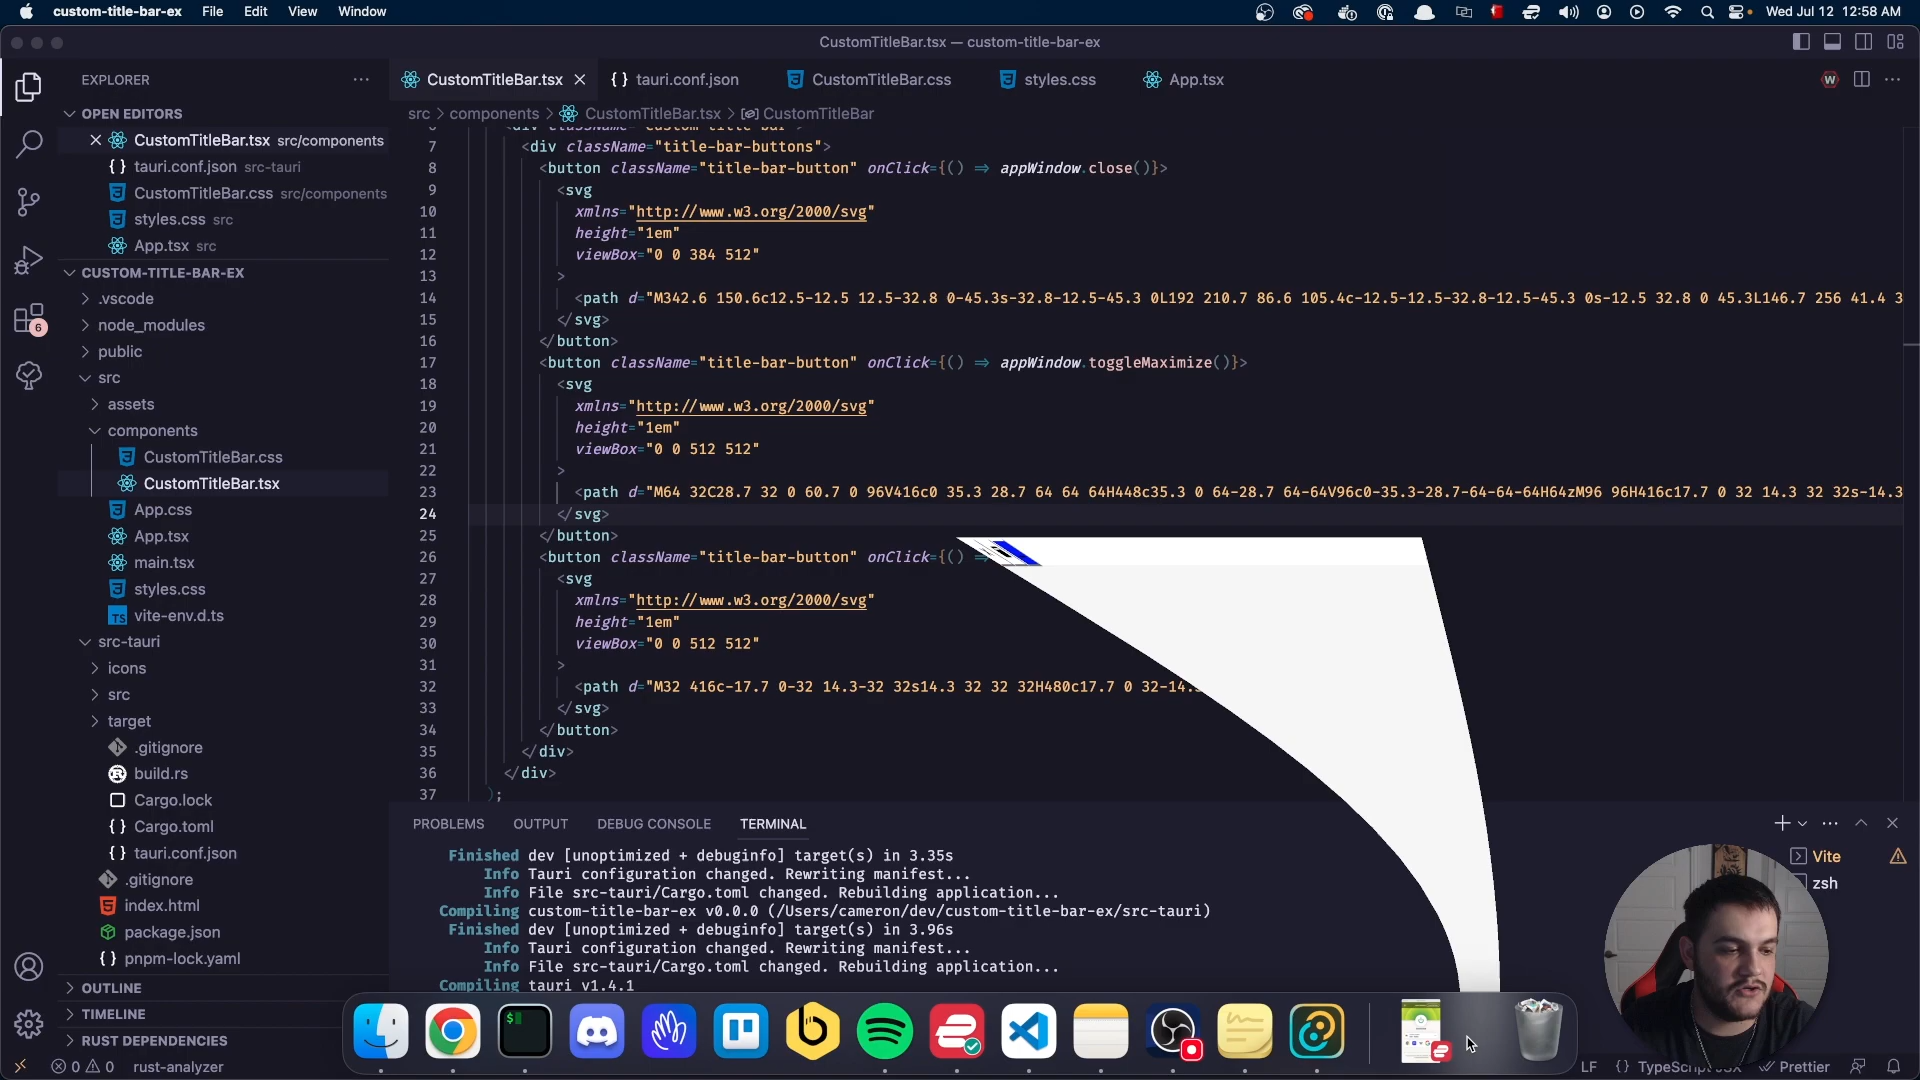 custom-title-bar-ex File Edit View Window Wed Jul 12 12:58 AM
CustomTitleBar.tsx — custom-title-bar-ex
EXPLORER
CustomTitleBar.tsx tauri.conf.json CustomTitleBar.css styles.css App.tsx
src > components > CustomTitleBar.tsx > CustomTitleBar
OPEN EDITORS
CustomTitleBar.tsx src/components
tauri.conf.json src-tauri
CustomTitleBar.css src/components
styles.css src
App.tsx src
CUSTOM-TITLE-BAR-EX
.vscode
node_modules
public
src
assets
components
CustomTitleBar.css
CustomTitleBar.tsx
App.css
App.tsx
main.tsx
styles.css
vite-env.d.ts
src-tauri
icons
src
target
.gitignore
build.rs
Cargo.lock
Cargo.toml
tauri.conf.json
.gitignore
index.html
package.json
pnpm-lock.yaml
OUTLINE
TIMELINE
RUST DEPENDENCIES
7 <div className="title-bar-buttons">
8 <button className="title-bar-button" onClick={() ⇒ appWindow.close()}>
9 <svg
10 xmlns="http://www.w3.org/2000/svg"
11 height="1em"
12 viewBox="0 0 384 512"
13 >
14 <path d="M342.6 150.6c12.5-12.5 12.5-32.8 0-45.3s-32.8-12.5-45.3 0L192 210.7 86.6 105.4c-12.5-12.5-32.8-12.5-45.3 0s-12.5 32.8 0 45.3L146.7 256 41.4 3
15 </svg>
16 </button>
17 <button className="title-bar-button" onClick={() ⇒ appWindow.toggleMaximize()}>
18 <svg
19 xmlns="http://www.w3.org/2000/svg"
20 height="1em"
21 viewBox="0 0 512 512"
22 >
23 <path d="M64 32C28.7 32 0 60.7 0 96V416c0 35.3 28.7 64 64 64H448c35.3 0 64-28.7 64-64V96c0-35.3-28.7-64-64-64H64zM96 96H416c17.7 0 32 14.3 32 32s-14.3
24 </svg>
25 </button>
26 <button className="title-bar-button" onClick={() ⇒
27 <svg
28 xmlns="http://www.w3.org/2000/svg"
29 height="1em"
30 viewBox="0 0 512 512"
31 >
32 <path d="M32 416c-17.7 0-32 14.3-32 32s14.3 32 32 32H480c17.7 0 32-14.3
33 </svg>
34 </button>
35 </div>
36 </div>
37 );
PROBLEMS OUTPUT DEBUG CONSOLE TERMINAL
Finished dev [unoptimized + debuginfo] target(s) in 3.35s
Info Tauri configuration changed. Rewriting manifest...
Info File src-tauri/Cargo.toml changed. Rebuilding application...
Compiling custom-title-bar-ex v0.0.0 (/Users/cameron/dev/custom-title-bar-ex/src-tauri)
Finished dev [unoptimized + debuginfo] target(s) in 3.96s
Info Tauri configuration changed. Rewriting manifest...
Info File src-tauri/Cargo.toml changed. Rebuilding application...
Compiling tauri v1.4.1
Vite
zsh
6
0 0 rust-analyzer
LF {} TypeScript JSX Prettier